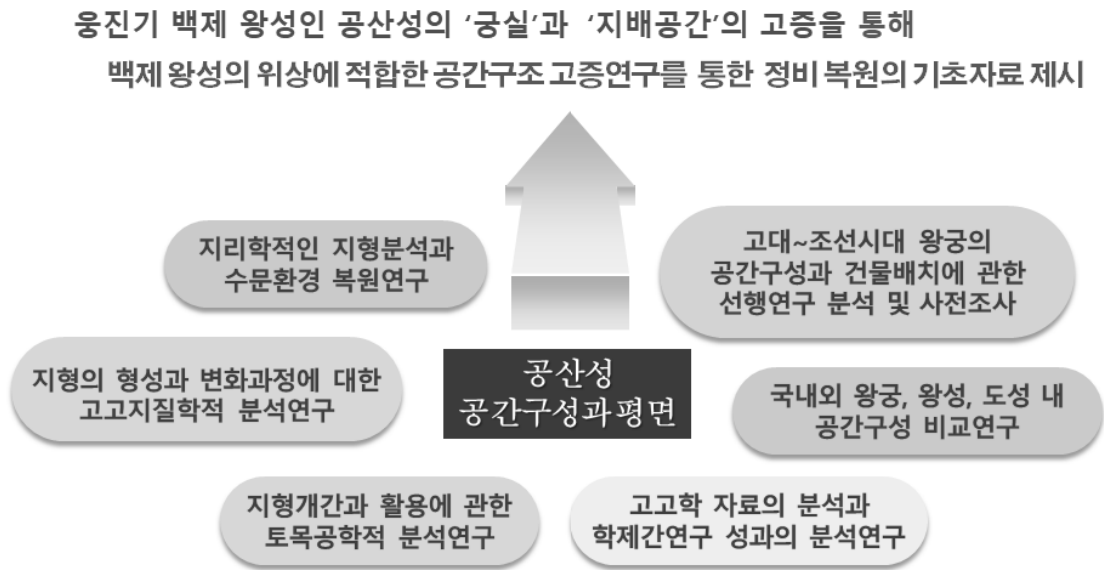 웅진기 백제 왕성인 공산성의 ‘궁실’과 ‘지배공간’의 고증을 통해
백제 왕성의 위상에 적합한 공간구조 고증연구를 통한 정비 복원의 기초자료 제시
지리학적인 지형분석과
수문환경 복원연구
고대~조선시대 왕궁의
공간구성과 건물배치에 관한
선행연구 분석 및 사전조사
지형의 형성과 변화과정에 대한
고고지질학적 분석연구
공산성
공간구성과평면
국내외 왕궁, 왕성, 도성 내
공간구성 비교연구
지형개간과 활용에 관한
토목공학적 분석연구
고고학 자료의 분석과
학제간연구 성과의 분석연구